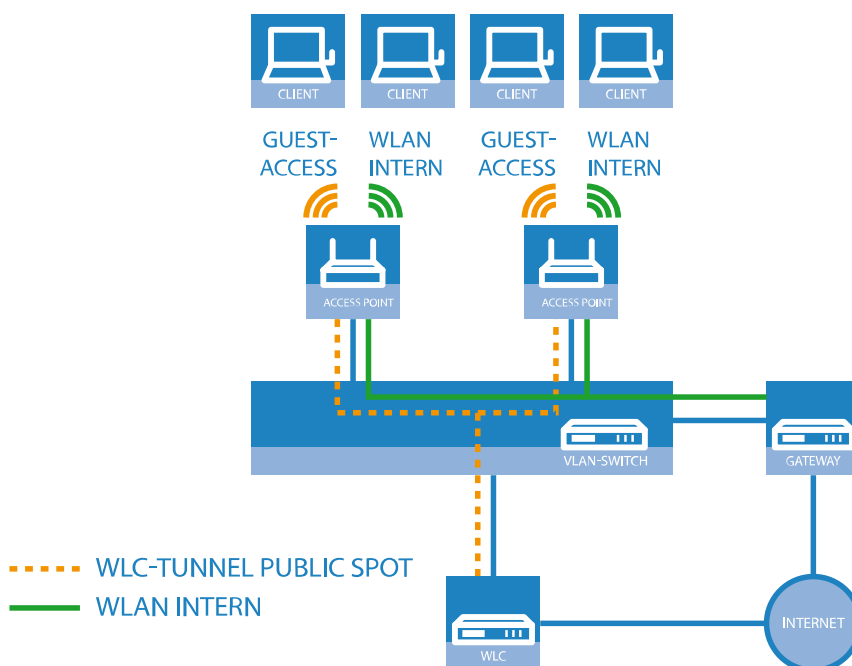 CLIENT
CLIENT
CLIENT
CLIENT
GUEST-
ACCESS
WLAN
INTERN
GUEST-
ACCESS
WLAN
INTERN
ACCESS POINT
ACCESS POINT
VLAN-SWITCH
GATEWAY
WLC-TUNNEL PUBLIC SPOT
WLAN INTERN
WLC
INTERNET